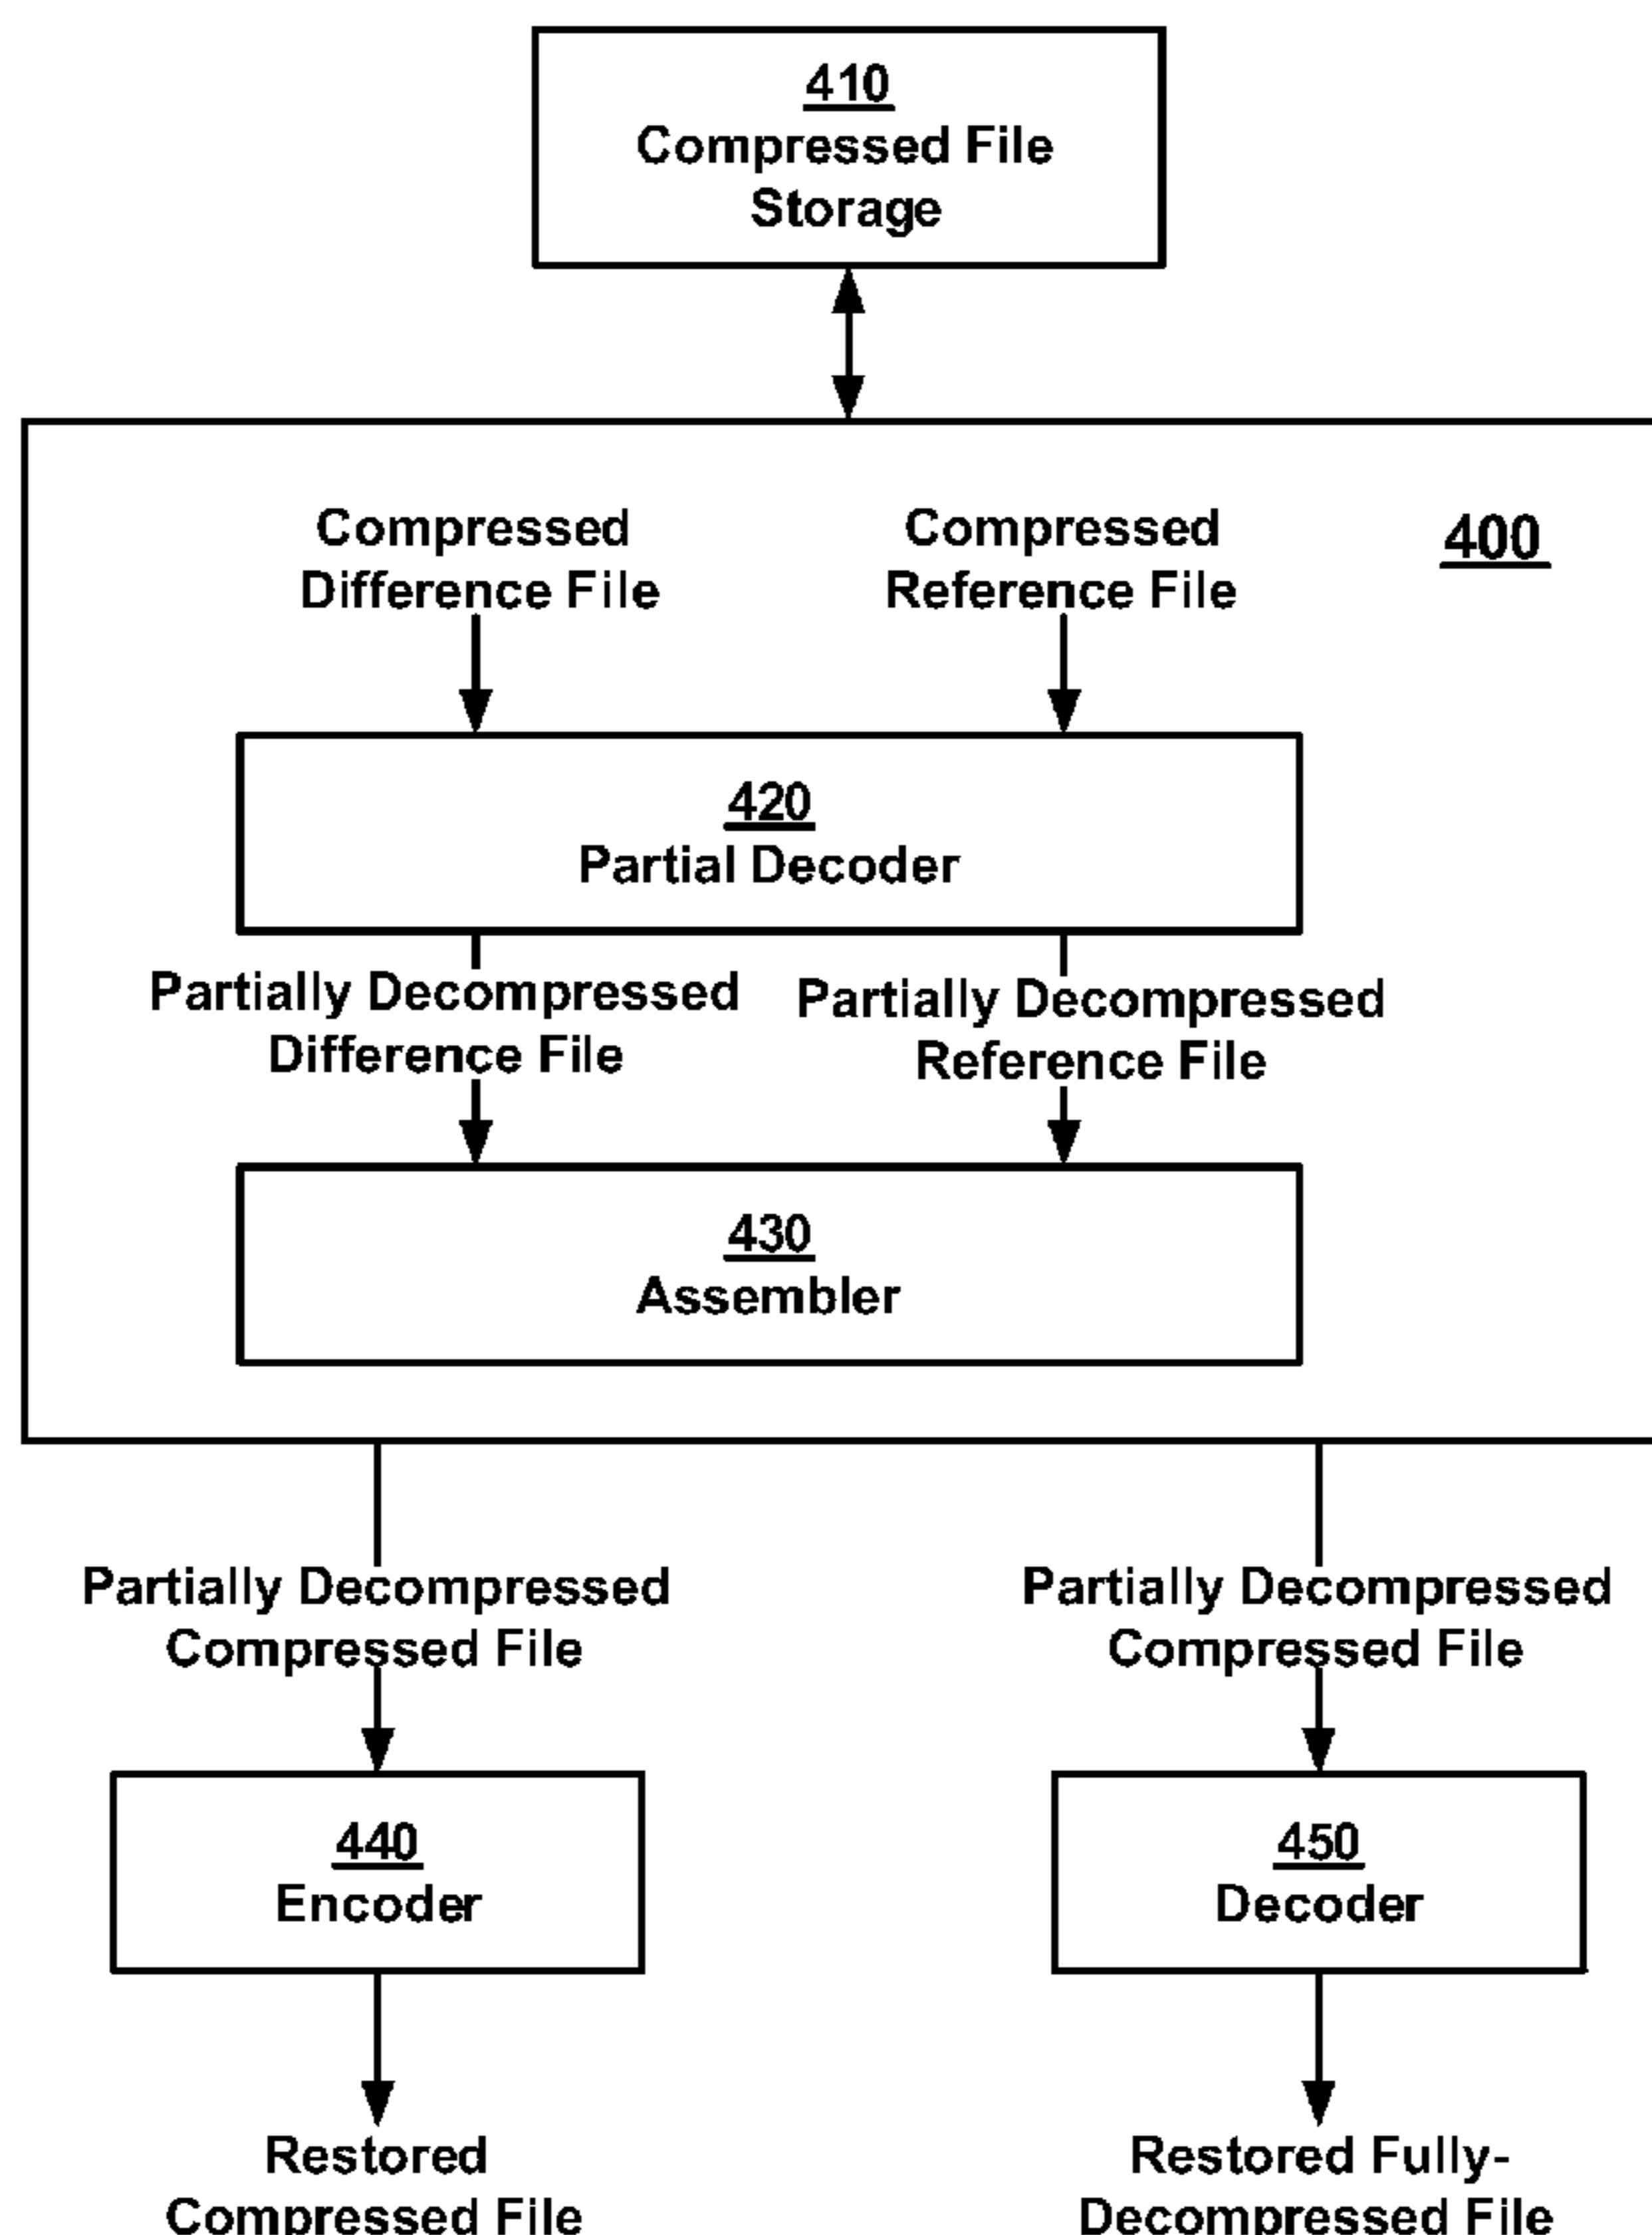 410
Compressed File
Storage
400
Compressed
Difference File
Compressed
Reference File
420
Partial Decoder
Partially Decompressed
Difference File
Partially Decompressed
Reference File
430
Assembler
Partially Decompressed
Compressed File
Partially Decompressed
Compressed File
440
Encoder
450
Decoder
Restored
Compressed File
Restored Fully-
Decompressed File